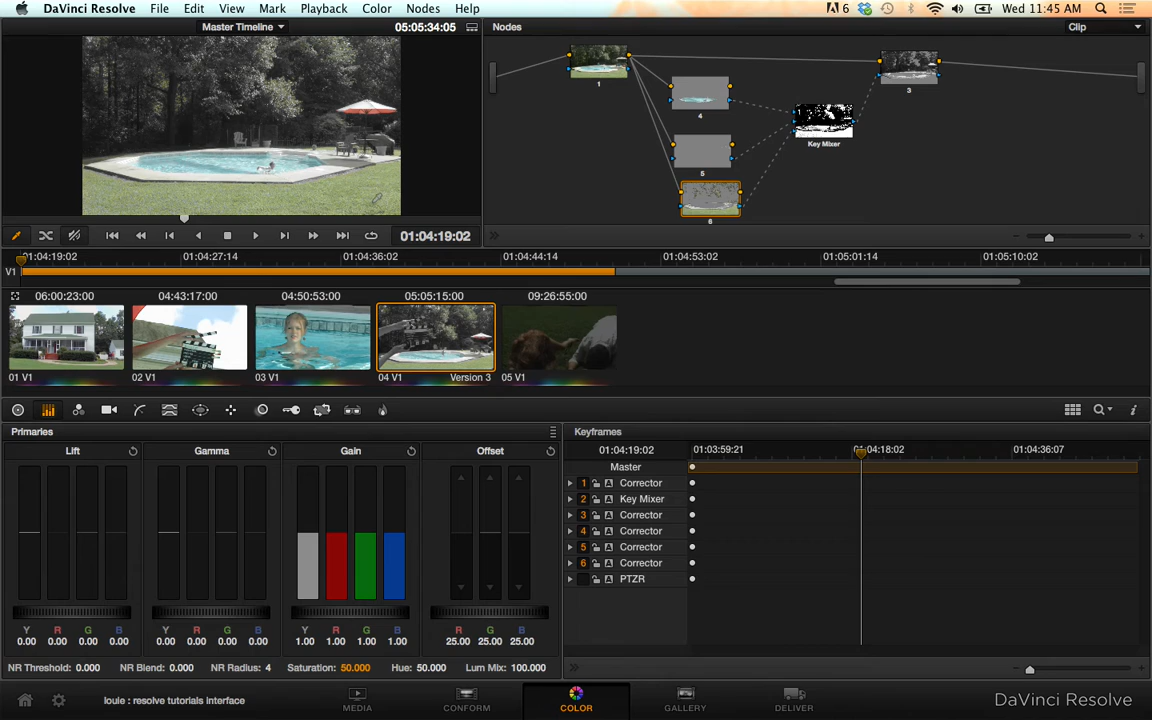 DaVinci Resolve File Edit View Mark Playback Color Nodes Help 6 Wed 11:45 AM
Master Timeline 05:05:34:05 Nodes Clip
1
4
3
Key Mixer
5
6
01:04:19:02
01:04:19:02 01:04:27:14 01:04:36:02 01:04:44:14 01:04:53:02 01:05:01:14 01:05:10:02
V1
06:00:23:00 04:43:17:00 04:50:53:00 05:05:15:00 09:26:55:00
01 V1 02 V1 03 V1 04 V1 Version 3 05 V1
Primaries Keyframes
Lift Gamma Gain Offset 01:04:19:02 01:03:59:21 01:04:18:02 01:04:36:07
Master
1 Corrector
2 Key Mixer
3 Corrector
4 Corrector
5 Corrector
6 Corrector
PTZR
Y R G B Y R G B Y R G B R G B
0.00 0.00 0.00 0.00 0.00 0.00 0.00 0.00 1.00 1.00 1.00 1.00 25.00 25.00 25.00
NR Threshold: 0.000 NR Blend: 0.000 NR Radius: 4 Saturation: 50.000 Hue: 50.000 Lum Mix: 100.000
louie : resolve tutorials interface MEDIA CONFORM COLOR GALLERY DELIVER DaVinci Resolve